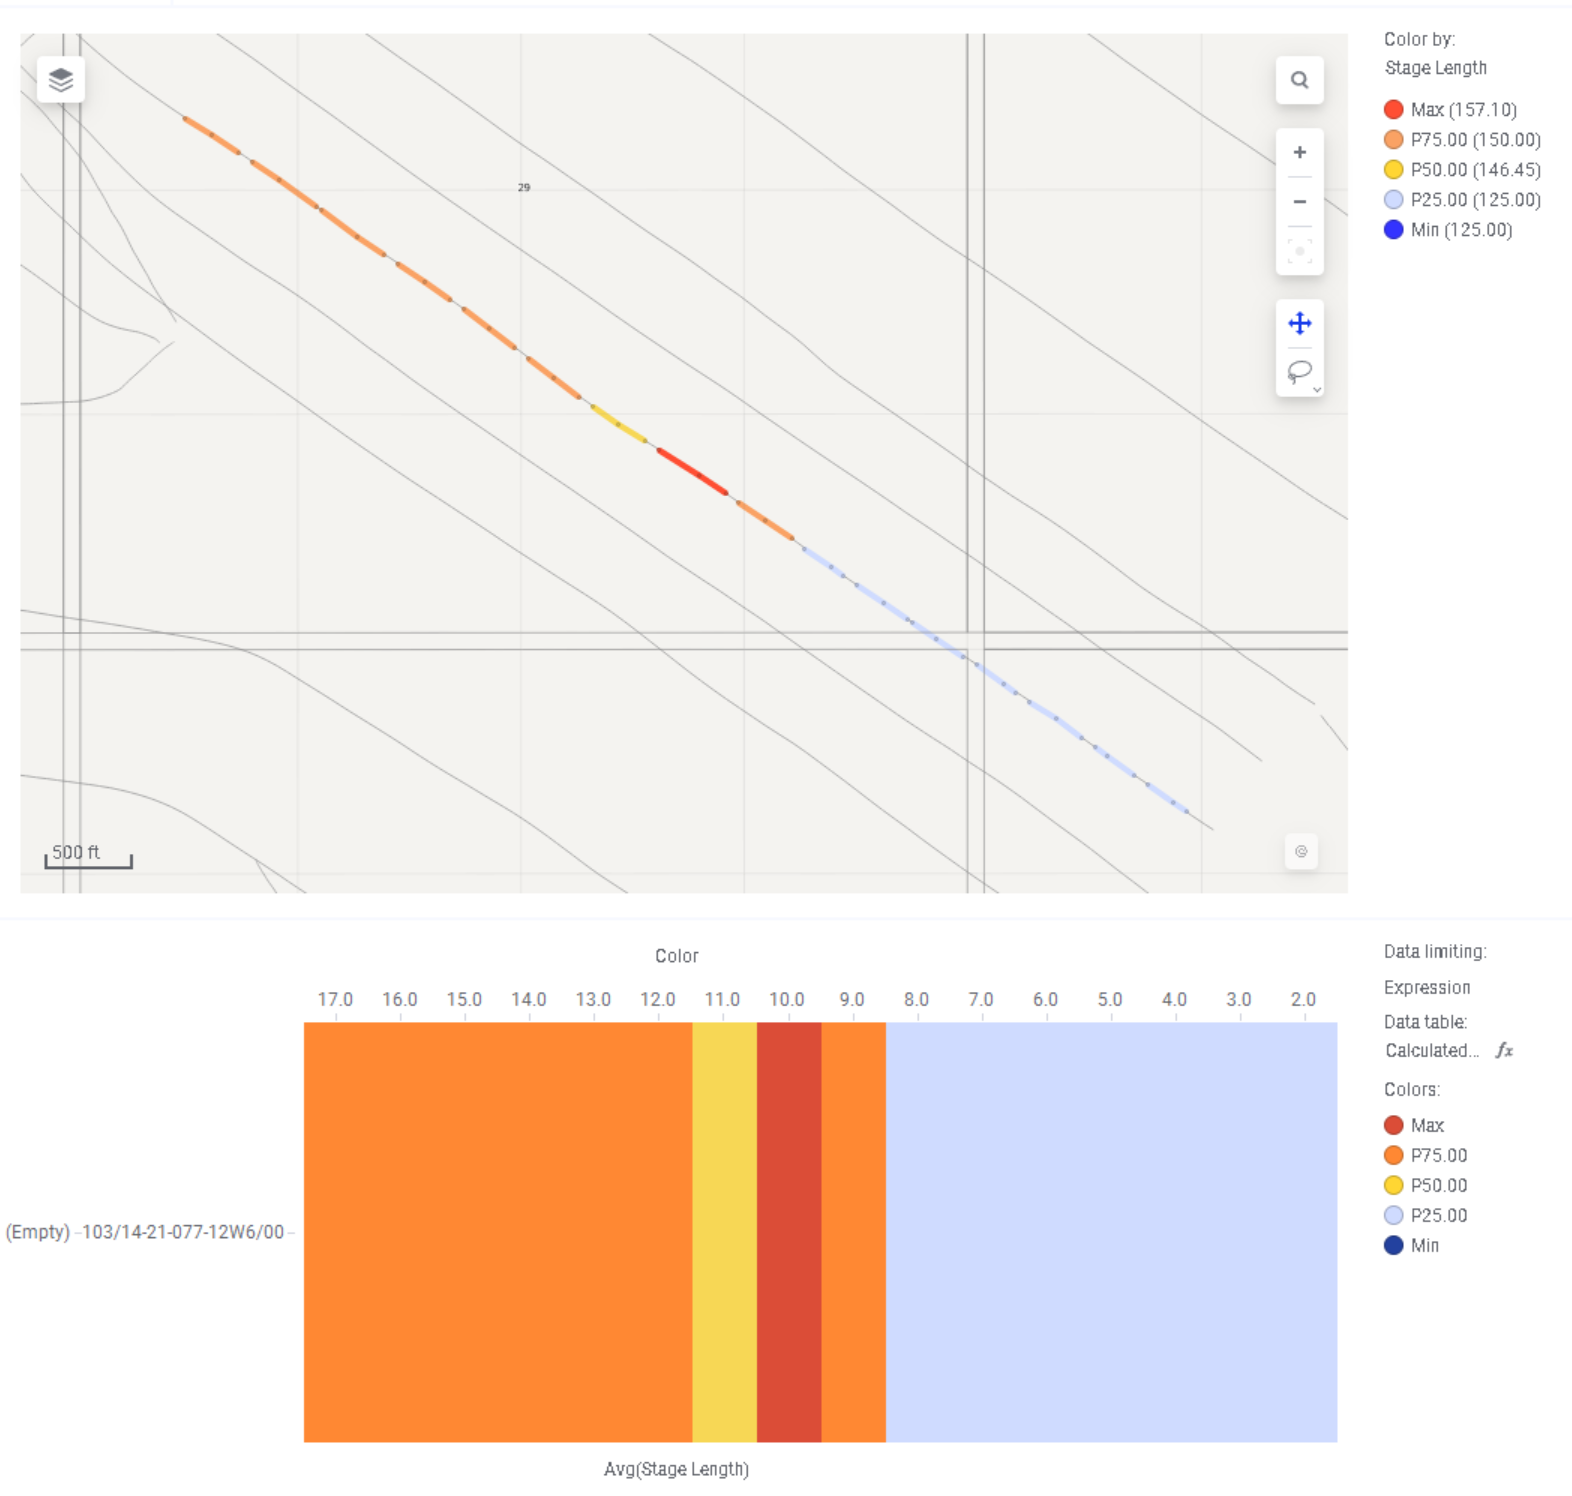 Color by:
Stage Length
Max (157.10)
P75.00 (150.00)
P50.00 (146.45)
P25.00 (125.00)
Min (125.00)
29
500 ft
Color
17.0 16.0 15.0 14.0 13.0 12.0 11.0 10.0 9.0 8.0 7.0 6.0 5.0 4.0 3.0 2.0
(Empty) 103/14-21-077-12W6/00
Avg(Stage Length)
Data limiting:
Expression
Data table:
Calculated... fx
Colors:
Max
P75.00
P50.00
P25.00
Min